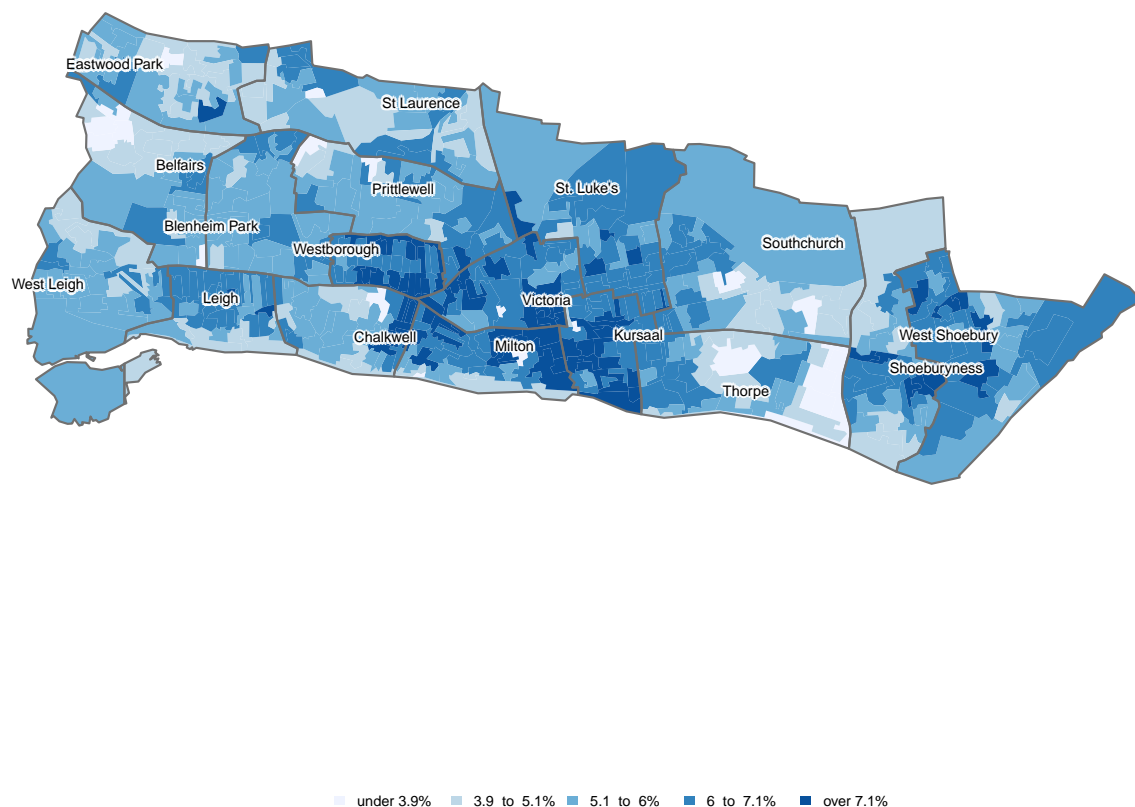 Eastwood Park
St Laurence
Belfairs
Prittlewell
St. Luke's
Blenheim Park
Southchurch
Westborough
West Leigh
Leigh
Victoria
Chalkwell
Milton
Kursaal
West Shoebury
Shoeburyness
Thorpe
under 3.9% 3.9 to 5.1% 5.1 to 6% 6 to 7.1% over 7.1%